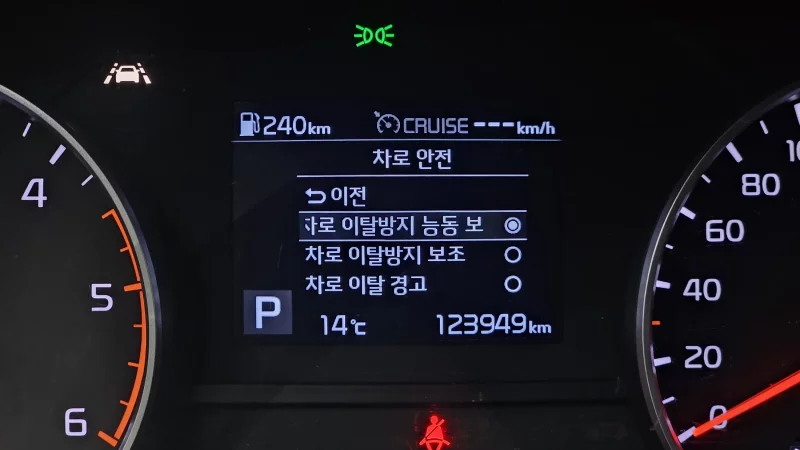 240km CRUISE ---km/h
차로 안전
이전
차로 이탈방지 능동 보
차로 이탈방지 보조
차로 이탈 경고
P 14℃ 123949km
4
5
6
80
60
40
20
0